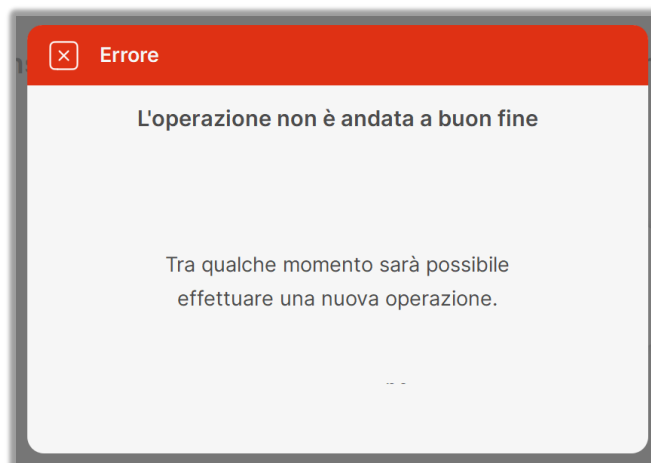 Errore
L'operazione non è andata a buon fine
Tra qualche momento sarà possibile
effettuare una nuova operazione.